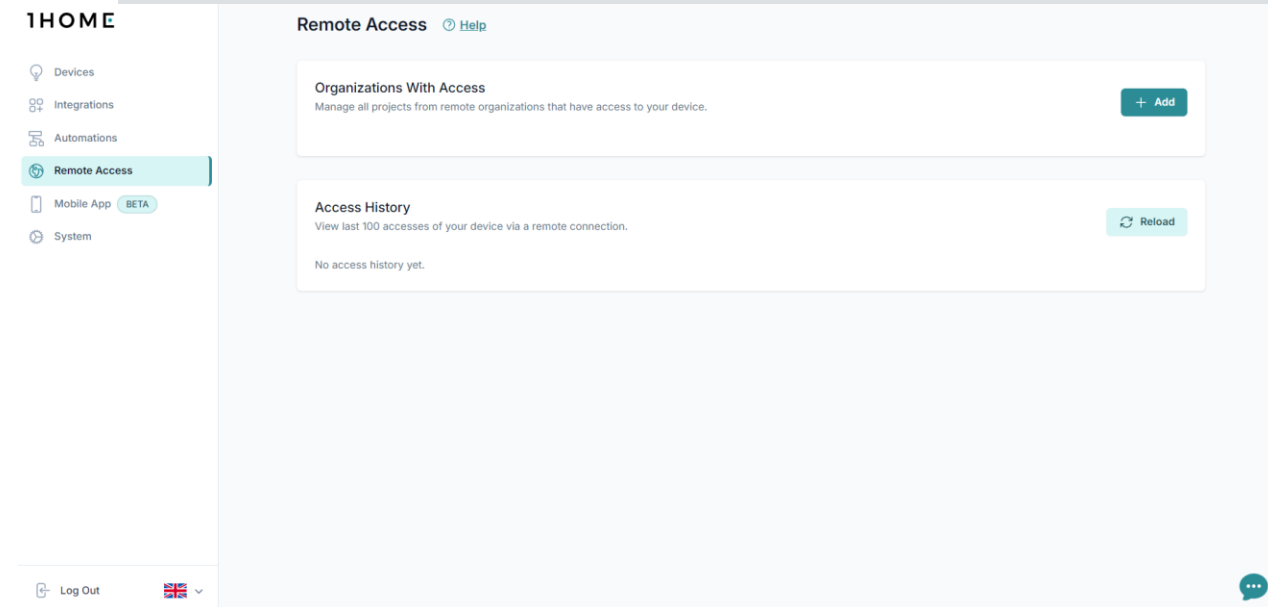 1HOME
Devices
Integrations
Automations
Remote Access
Mobile App BETA
System
Log Out
Remote Access Help
Organizations With Access
Manage all projects from remote organizations that have access to your device.
+ Add
Access History
View last 100 accesses of your device via a remote connection.
Reload
No access history yet.